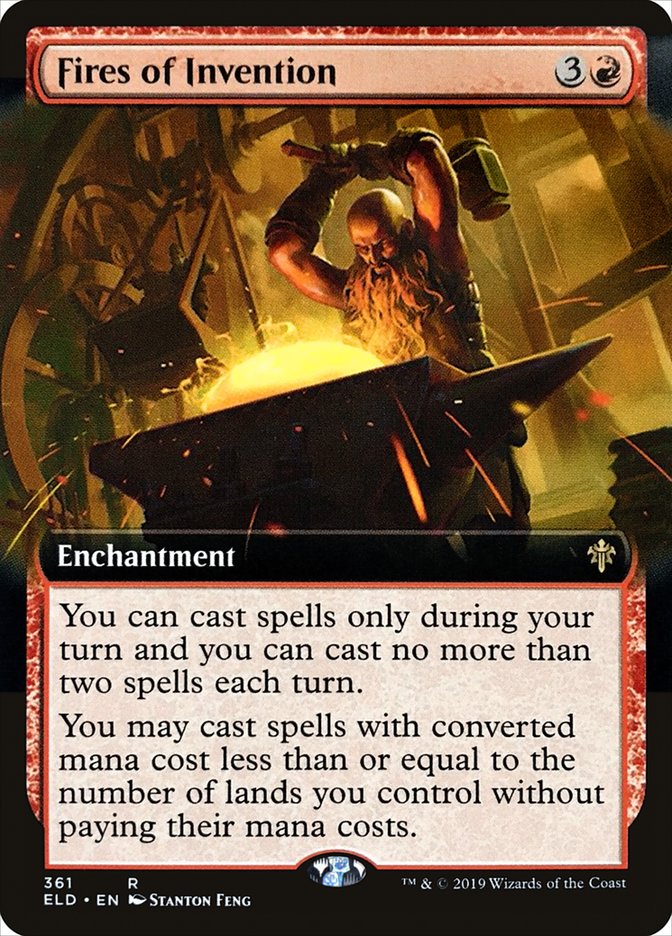 Fires of Invention 3
Enchantment
You can cast spells only during your
turn and you can cast no more than
two spells each turn.
You may cast spells with converted
mana cost less than or equal to the
number of lands you control without
paying their mana costs.
361 R
ELD • EN Stanton Feng
™ & © 2019 Wizards of the Coast